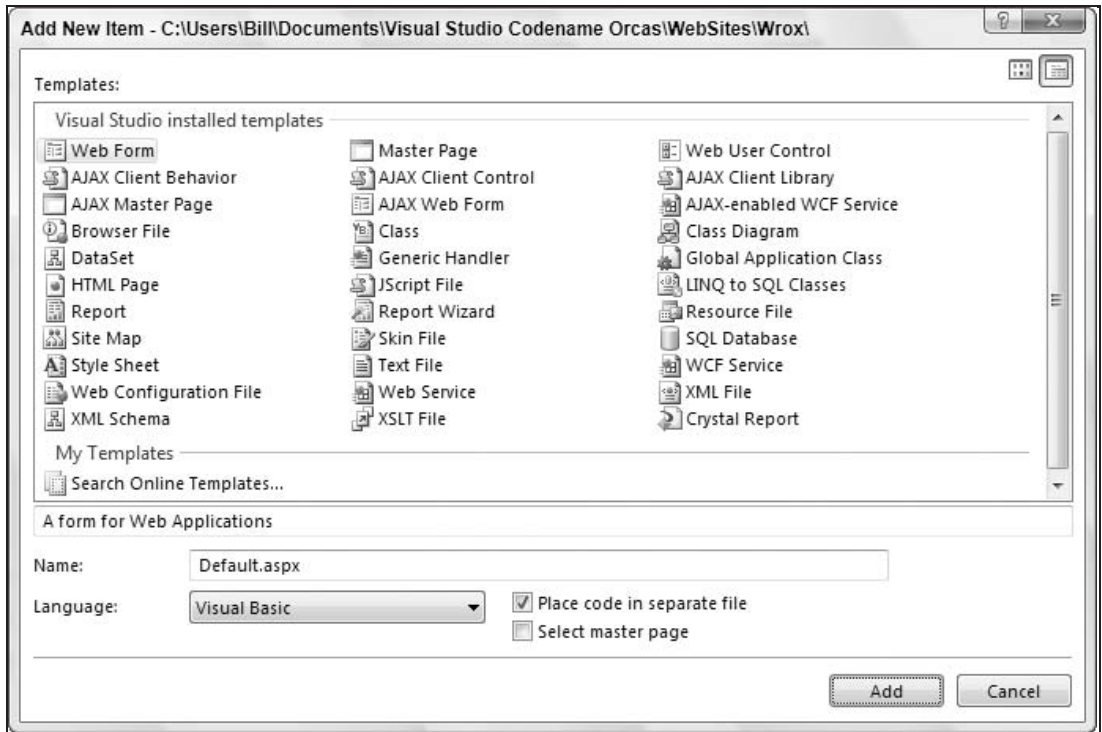 Add New Item - C:\Users\Bill\Documents\Visual Studio Codename Orcas\WebSites\Wrox\
Templates:
Visual Studio installed templates
Web Form Master Page Web User Control
AJAX Client Behavior AJAX Client Control AJAX Client Library
AJAX Master Page AJAX Web Form AJAX-enabled WCF Service
Browser File Class Class Diagram
DataSet Generic Handler Global Application Class
HTML Page JScript File LINQ to SQL Classes
Report Report Wizard Resource File
Site Map Skin File SQL Database
Style Sheet Text File WCF Service
Web Configuration File Web Service XML File
XML Schema XSLT File Crystal Report
My Templates
Search Online Templates...
A form for Web Applications
Name: Default.aspx
Language: Visual Basic Place code in separate file
Select master page
Add Cancel